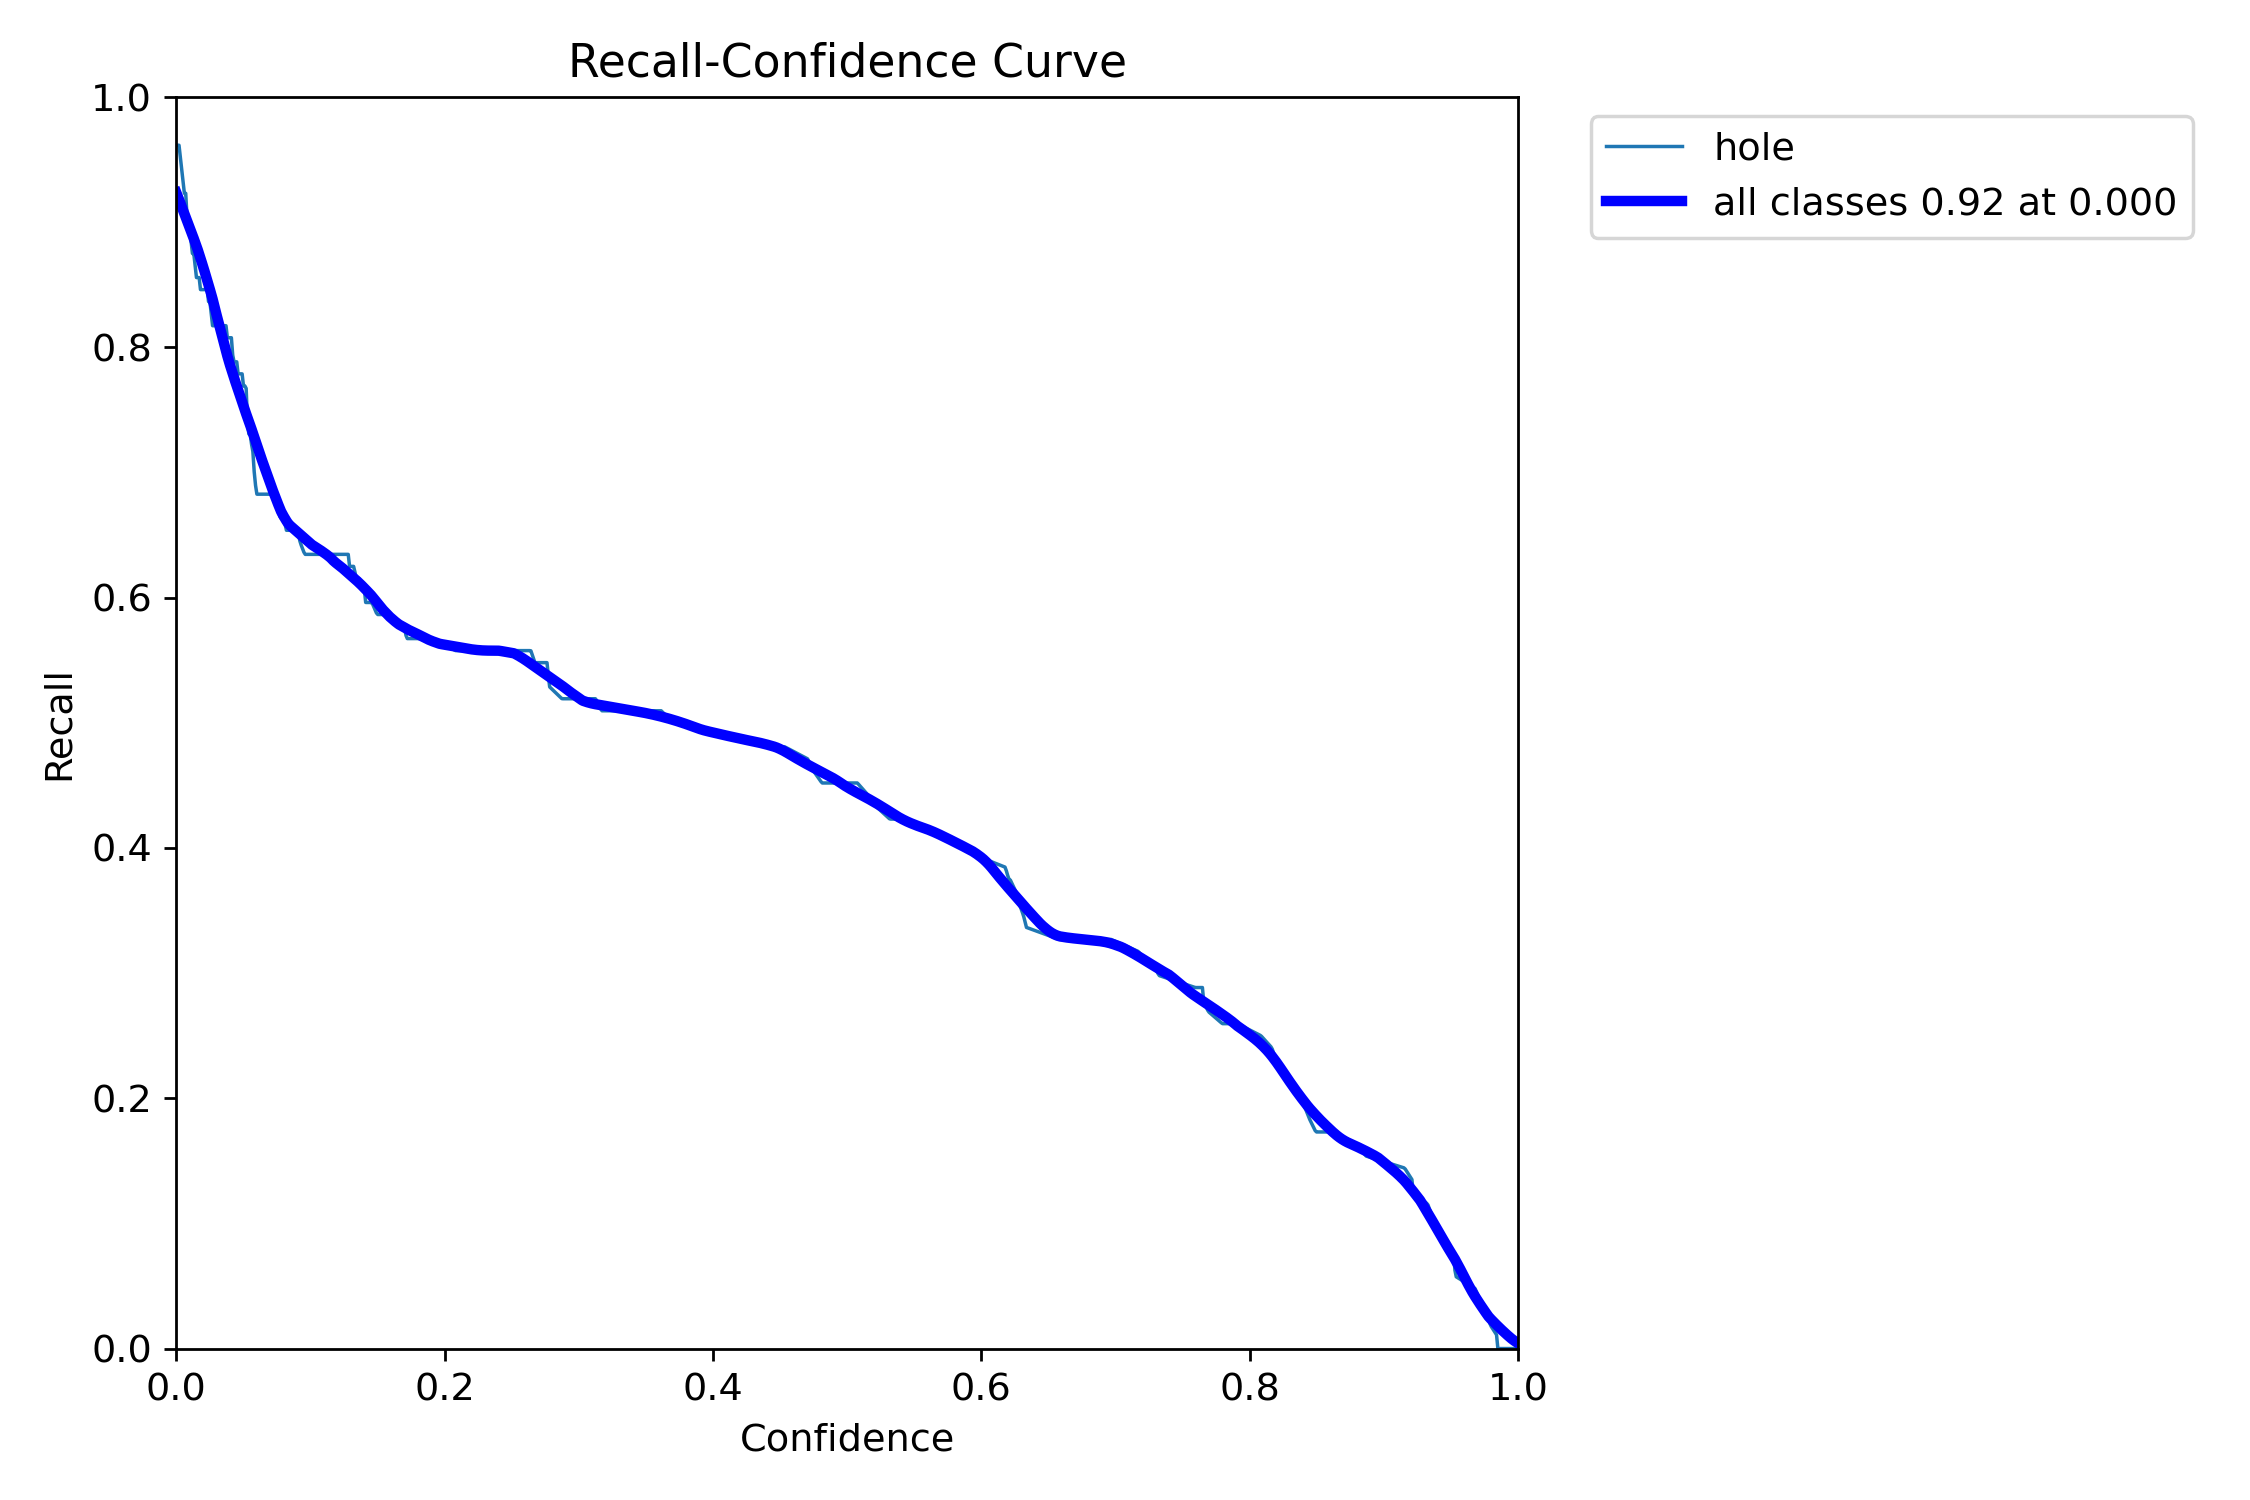 Recall-Confidence Curve
1.0
0.8
0.6
0.4
0.2
0.0
Recall
0.0 0.2 0.4 0.6 0.8 1.0
Confidence
hole
all classes 0.92 at 0.000